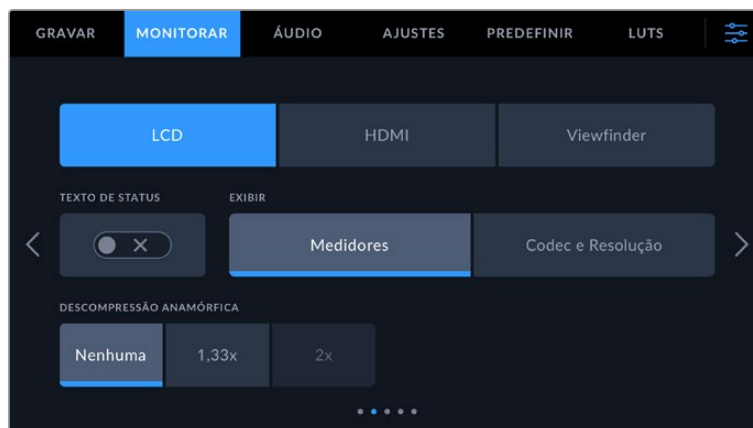 GRAVAR MONITORAR ÁUDIO AJUSTES PREDEFINIR LUTS
LCD HDMI Viewfinder
TEXTO DE STATUS EXIBIR
Medidores Codec e Resolução
DESCOMPRESSÃO ANAMÓRFICA
Nenhuma 1,33x 2x